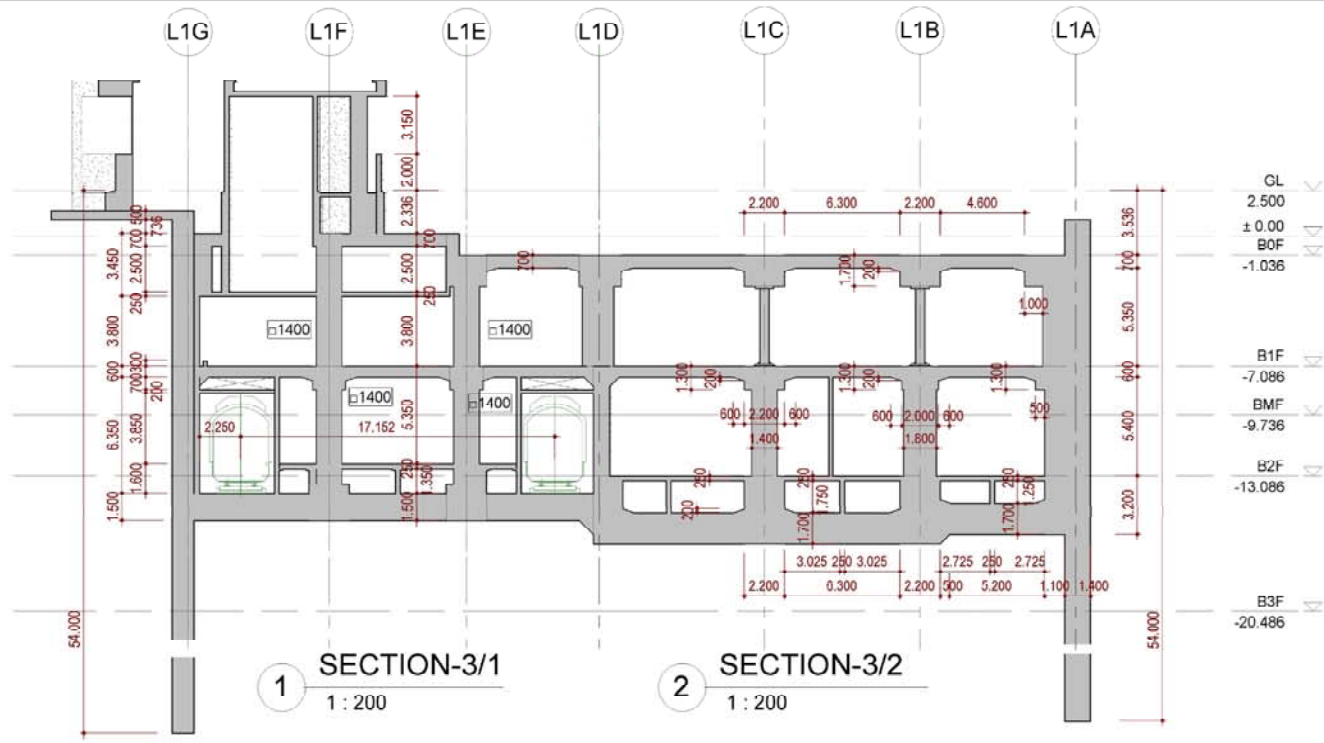 L1G L1F L1E L1D L1C L1B L1A
GL
2.500
± 0.00
B0F
-1.036
B1F
-7.086
BMF
-9.736
B2F
-13.086
B3F
-20.486
3.150
2.000
2.336
700
2.500
250
3.800
5.350
250
1.350
1.500
500
736
700
2.500
250
3.800
300
700
200
3.850
1.600
3.450
600
6.350
1.500
54.000
□1400
□1400
□1400
□1400
2.250 17.152
700
2.200 6.300 2.200 4.600
1.700
200
1.000
3.536
700
5.350
600
5.400
3.200
54.000
1.300 200 1.300 200 1.300
600 2.200 600 600 2.000 600 500
1.400 1.800
250 250 250
200 1.750 1.250
1.700 1.700
3.025 250 3.025 2.725 250 2.725
2.200 0.300 2.200 500 5.200 1.100 1.400
1 SECTION-3/1
1 : 200
2 SECTION-3/2
1 : 200